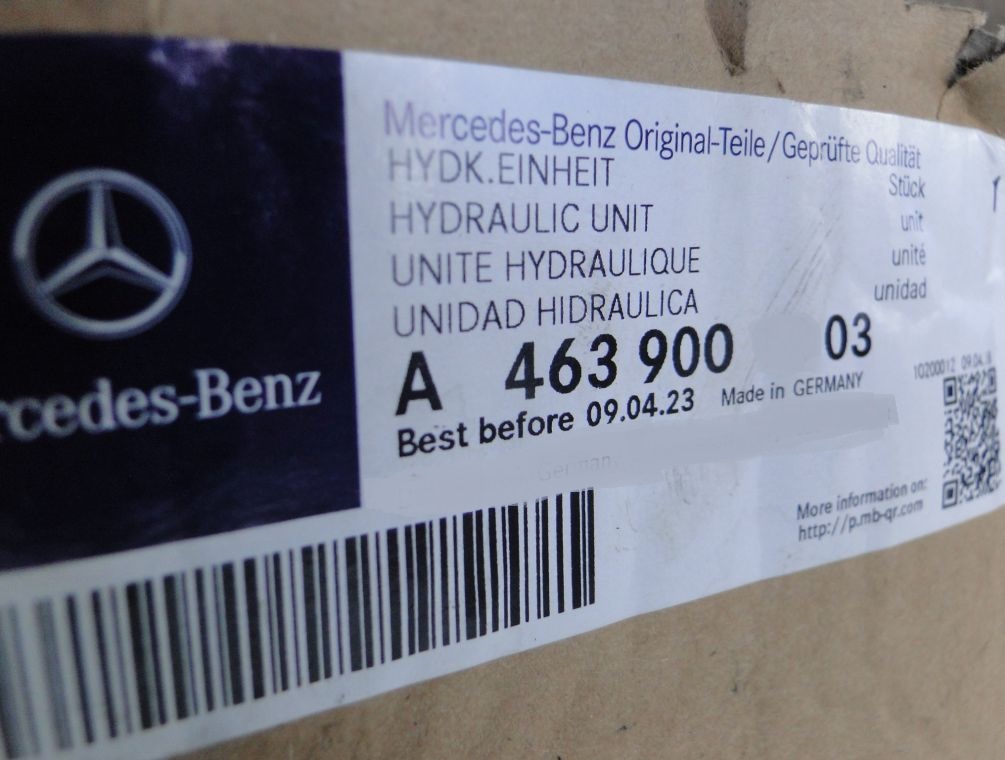 Mercedes-Benz Original-Teile/Geprüfte Qualität
HYDK.EINHEIT Stück 1
HYDRAULIC UNIT unit
UNITE HYDRAULIQUE unité
UNIDAD HIDRAULICA unidad
A 463 900 03
Best before 09.04.23 Made in GERMANY
rcedes-Benz
10200012
More information on:
http://p.mb-qr.com